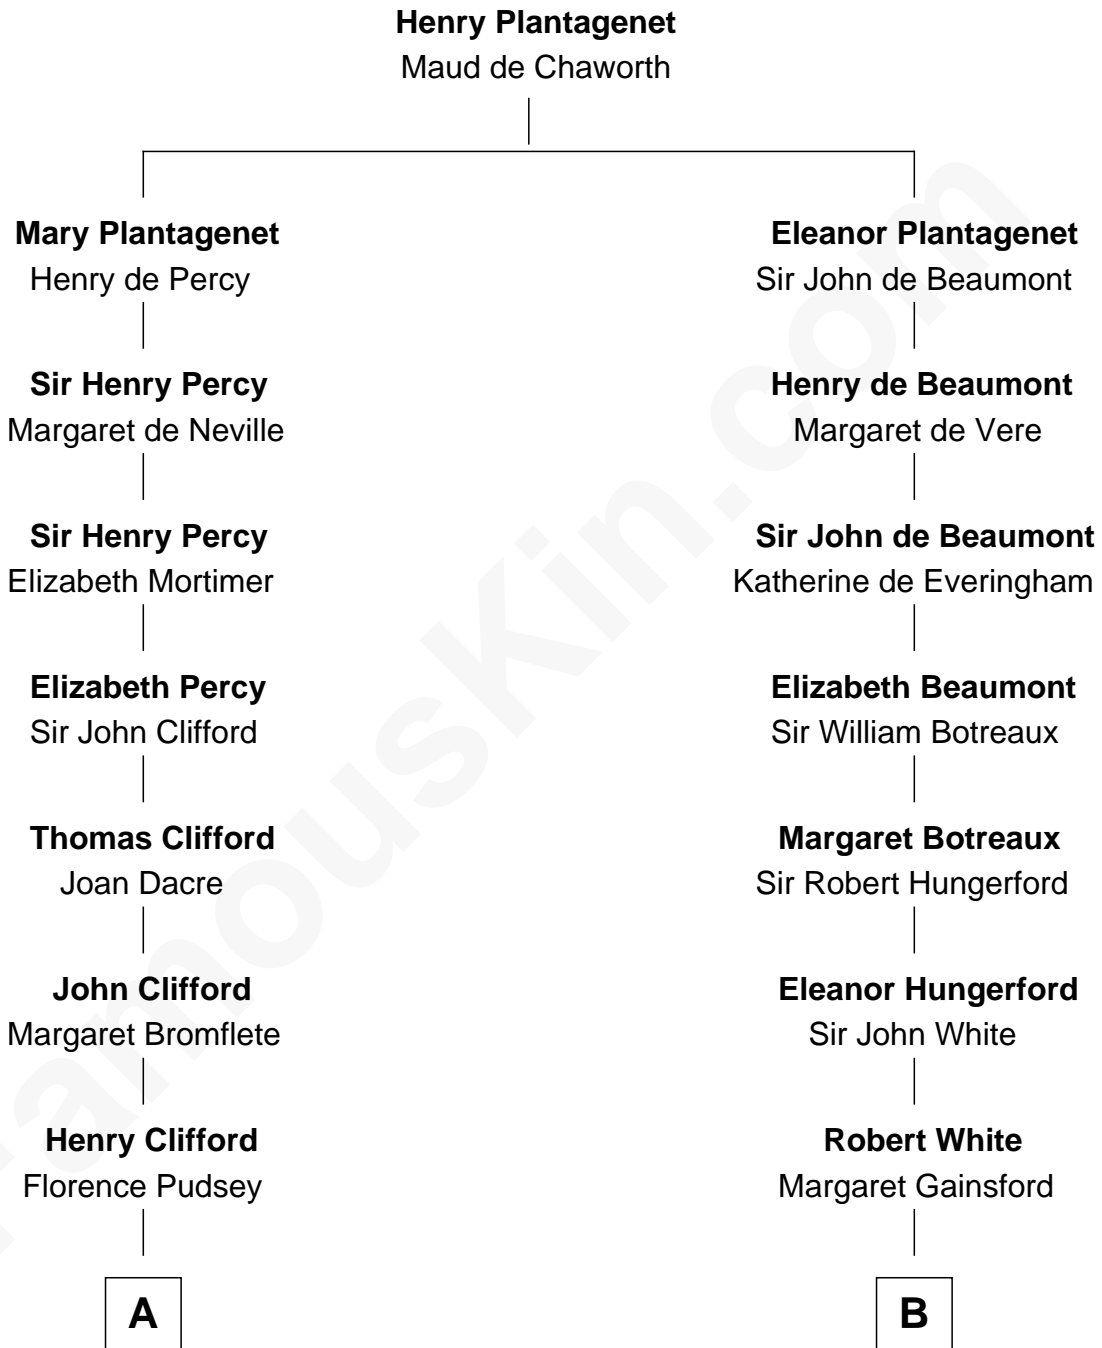 Henry Plantagenet
Maud de Chaworth
Mary Plantagenet
Henry de Percy
Sir Henry Percy
Margaret de Neville
Sir Henry Percy
Elizabeth Mortimer
Elizabeth Percy
Sir John Clifford
Thomas Clifford
Joan Dacre
John Clifford
Margaret Bromflete
Henry Clifford
Florence Pudsey
A
Eleanor Plantagenet
Sir John de Beaumont
Henry de Beaumont
Margaret de Vere
Sir John de Beaumont
Katherine de Everingham
Elizabeth Beaumont
Sir William Botreaux
Margaret Botreaux
Sir Robert Hungerford
Eleanor Hungerford
Sir John White
Robert White
Margaret Gainsford
B
FamousKin.com